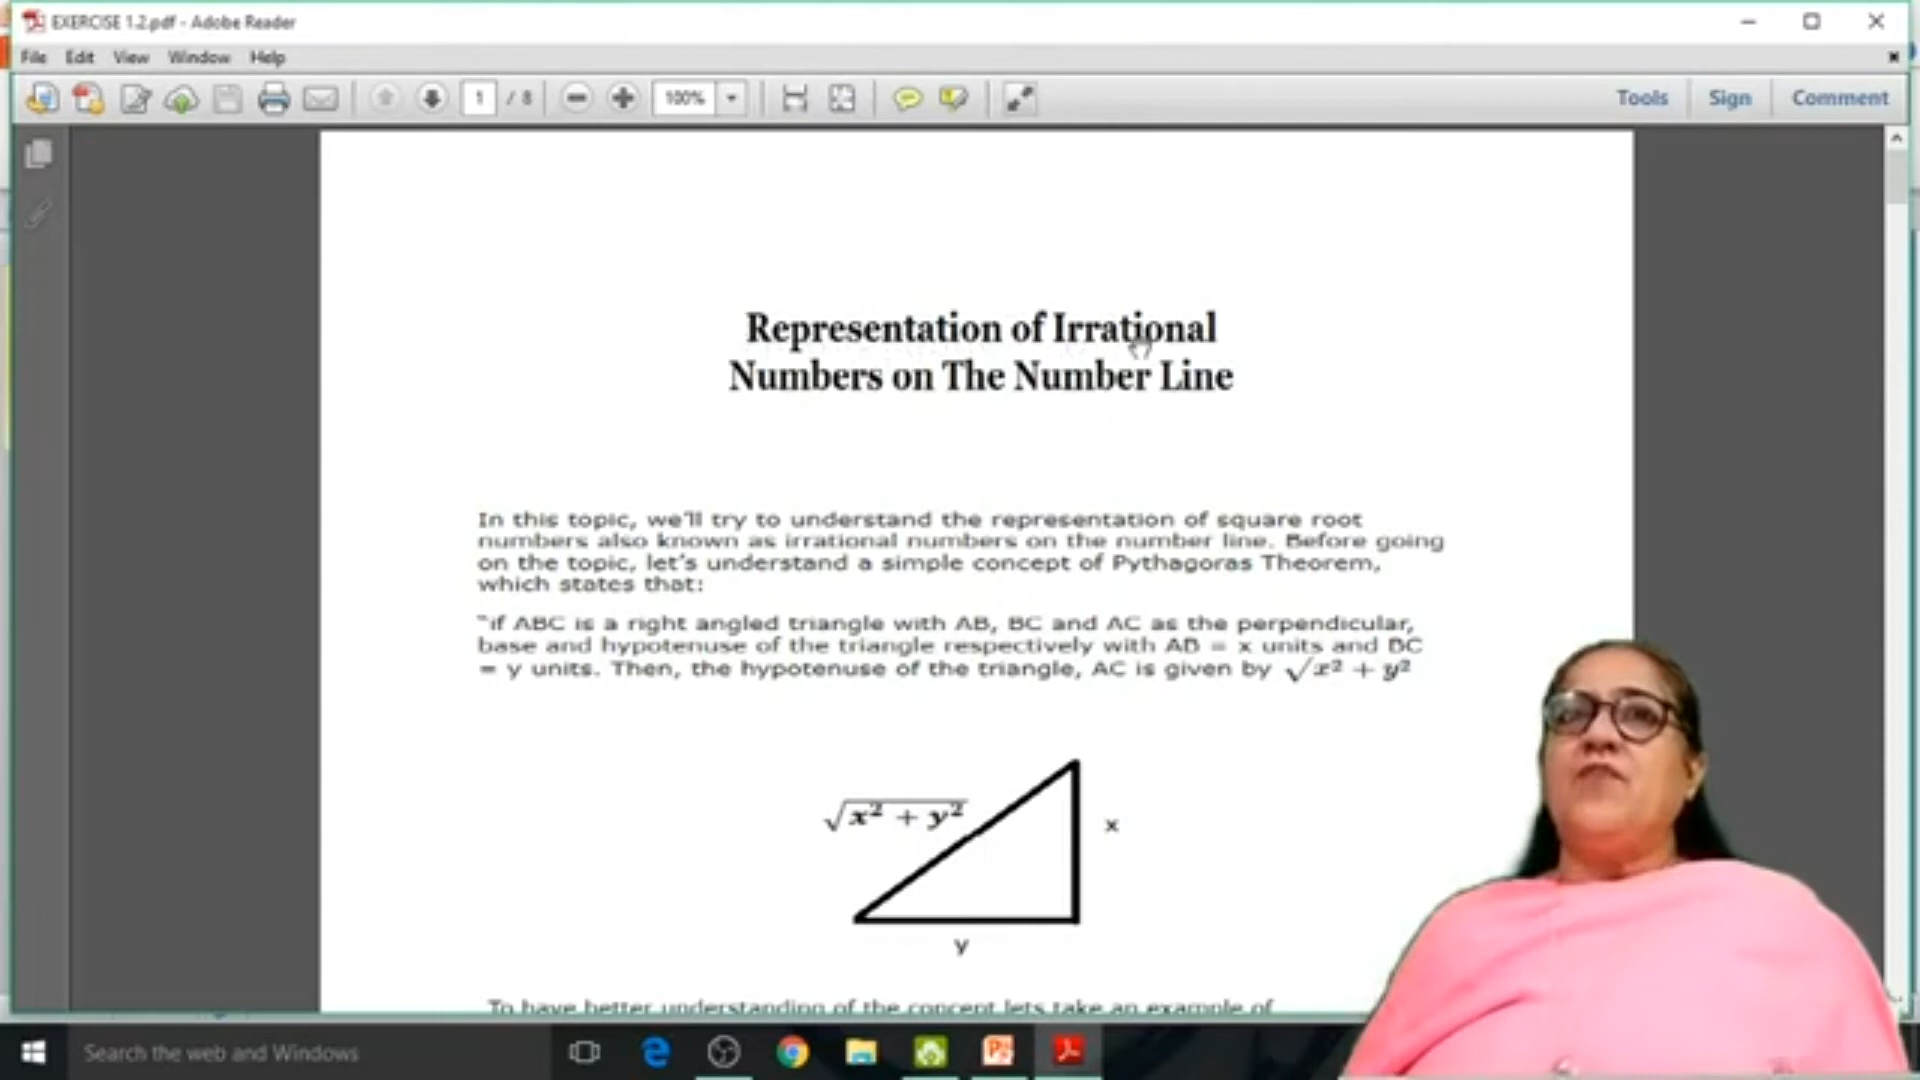 EXERCISE 1.2.pdf - Adobe Reader
File Edit View Window Help
1 / 8 100% Tools Sign Comment
Representation of Irrational
Numbers on The Number Line
In this topic, we'll try to understand the representation of square root
numbers also known as irrational numbers on the number line. Before going
on the topic, let's understand a simple concept of Pythagoras Theorem,
which states that:
"if ABC is a right angled triangle with AB, BC and AC as the perpendicular,
base and hypotenuse of the triangle respectively with AB = x units and BC
= y units. Then, the hypotenuse of the triangle, AC is given by √x² + y²
√x² + y²
x
y
To have better understanding of the concept lets take an example of
Search the web and Windows